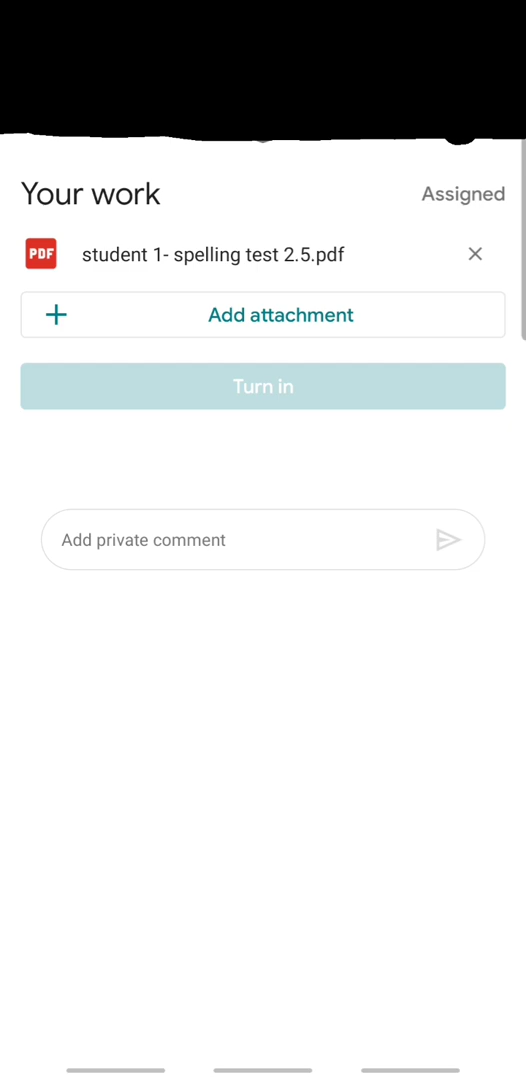 Your work
Assigned
PDF
student 1- spelling test 2.5.pdf
Add attachment
Turn in
Add private comment